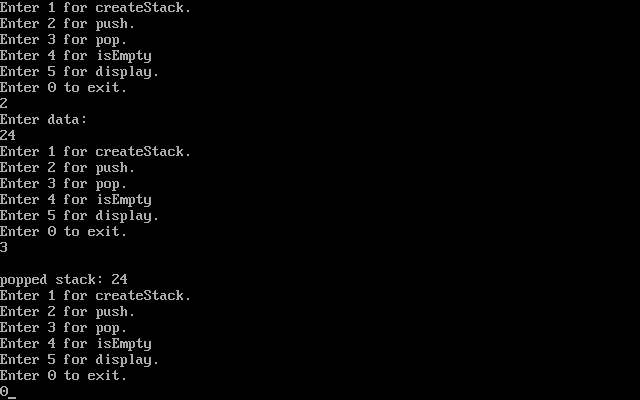 Enter 1 for createStack.
Enter 2 for push.
Enter 3 for pop.
Enter 4 for isEmpty
Enter 5 for display.
Enter 0 to exit.
2
Enter data:
24
Enter 1 for createStack.
Enter 2 for push.
Enter 3 for pop.
Enter 4 for isEmpty
Enter 5 for display.
Enter 0 to exit.
3
popped stack: 24
Enter 1 for createStack.
Enter 2 for push.
Enter 3 for pop.
Enter 4 for isEmpty
Enter 5 for display.
Enter 0 to exit.
0_